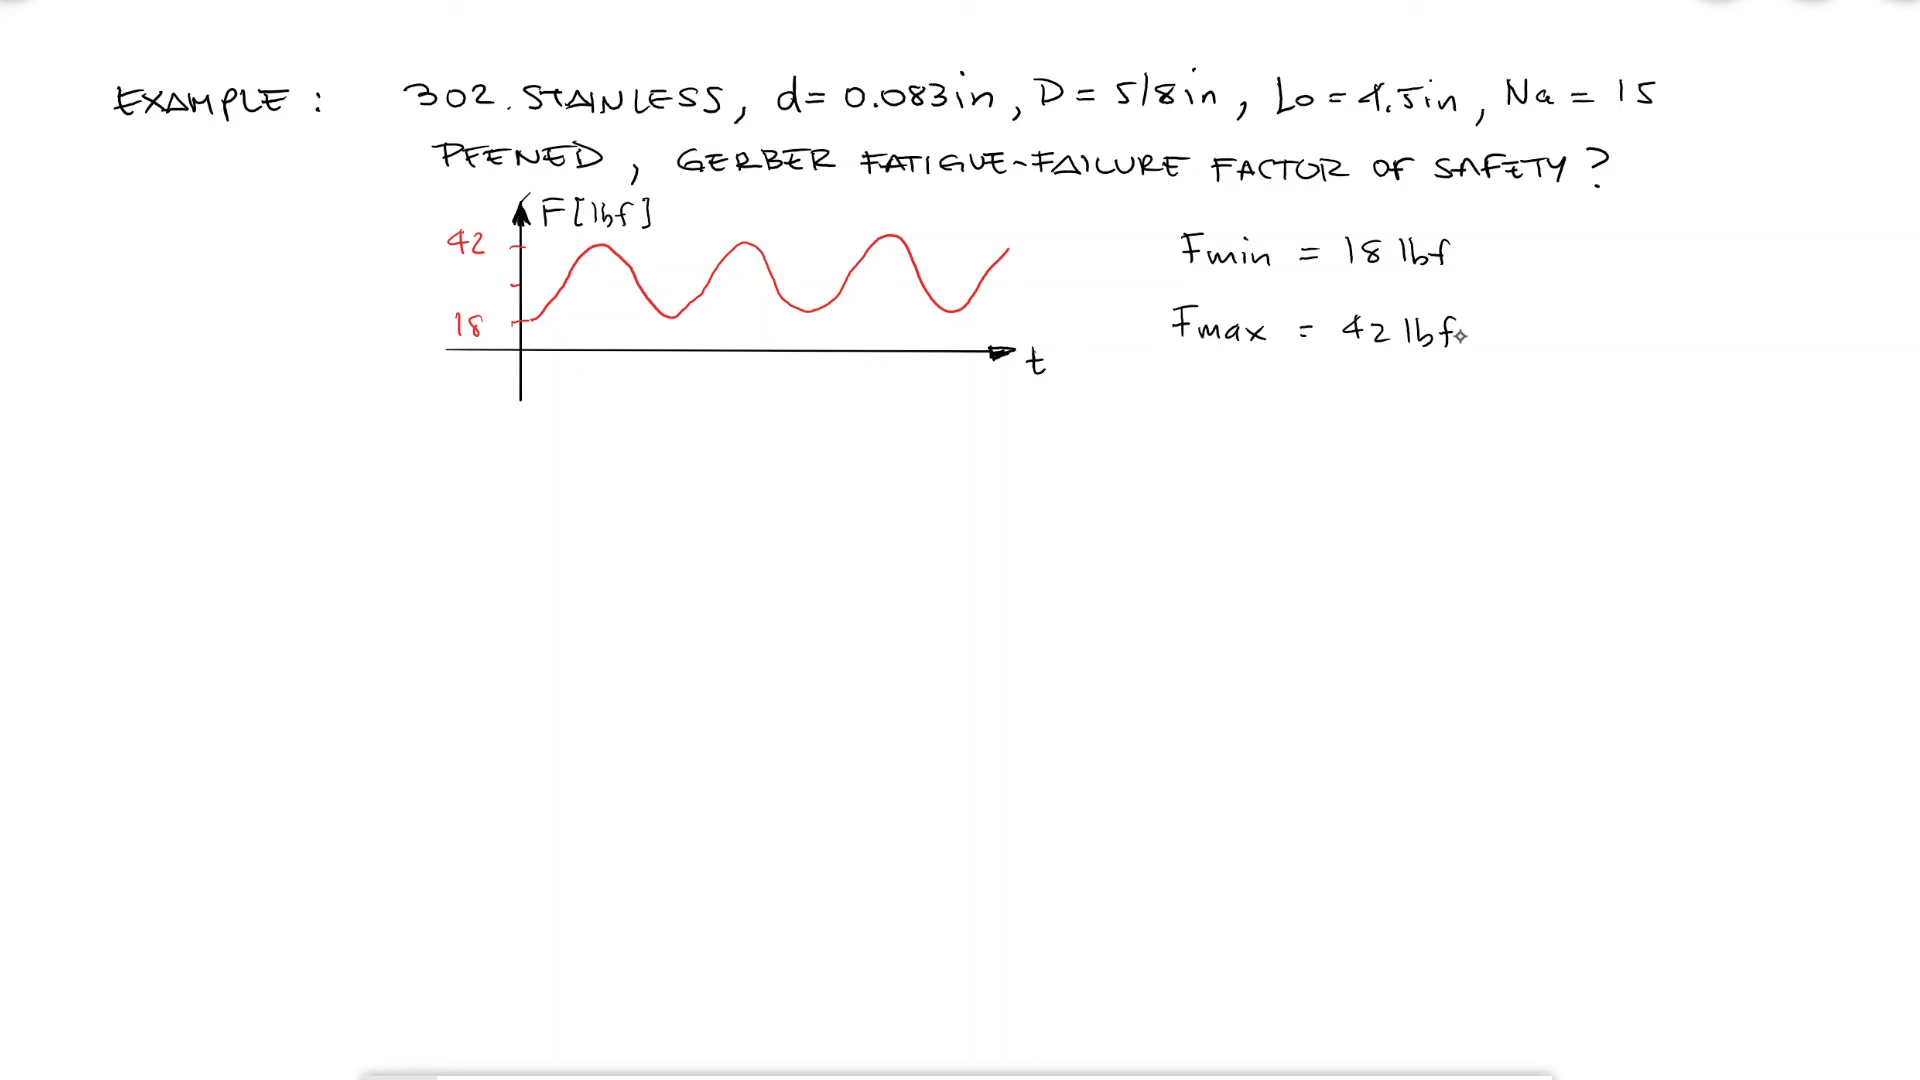 EXAMPLE : 302. STAINLESS, d = 0.083in, D = 5/8in, Lo = 4.5in, Na = 15
PEENED, GERBER FATIGUE-FAILURE FACTOR OF SAFETY ?
F[lbf]
42
18
t
Fmin = 18 lbf
Fmax = 42 lbf